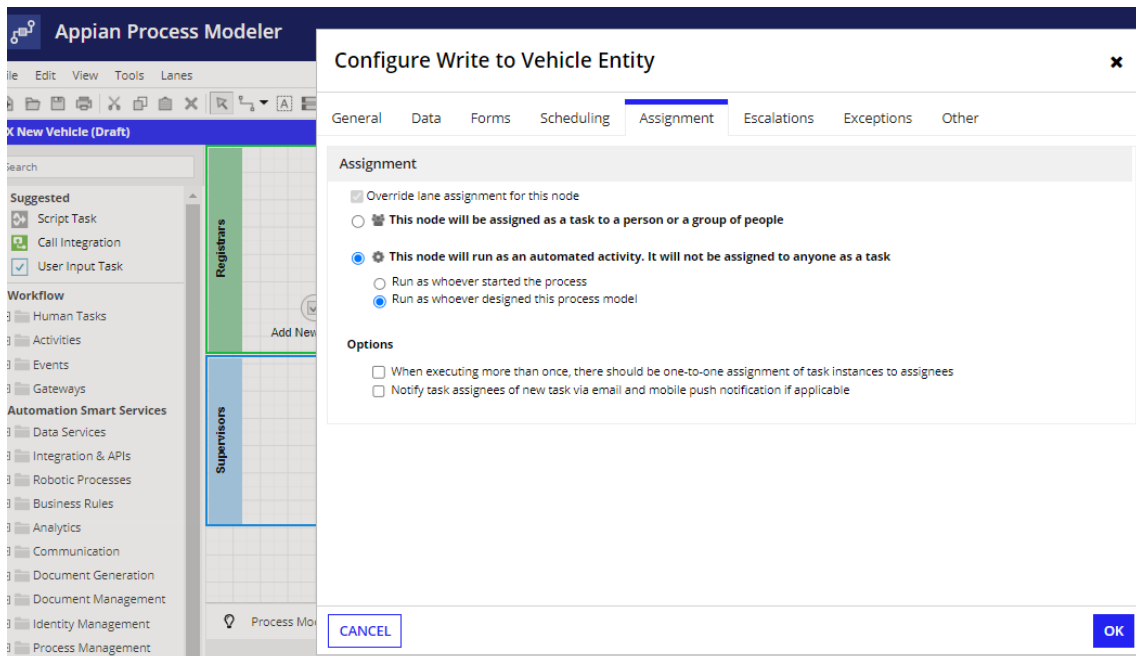 Appian Process Modeler
ile Edit View Tools Lanes
X New Vehicle (Draft)
Search
Suggested
Script Task
Call Integration
User Input Task
Workflow
Human Tasks
Activities
Events
Gateways
Automation Smart Services
Data Services
Integration & APIs
Robotic Processes
Business Rules
Analytics
Communication
Document Generation
Document Management
Identity Management
Process Management
Registrars
Add New
Supervisors
Process Mo
Configure Write to Vehicle Entity
General Data Forms Scheduling Assignment Escalations Exceptions Other
Assignment
Override lane assignment for this node
This node will be assigned as a task to a person or a group of people
This node will run as an automated activity. It will not be assigned to anyone as a task
Run as whoever started the process
Run as whoever designed this process model
Options
When executing more than once, there should be one-to-one assignment of task instances to assignees
Notify task assignees of new task via email and mobile push notification if applicable
CANCEL
OK